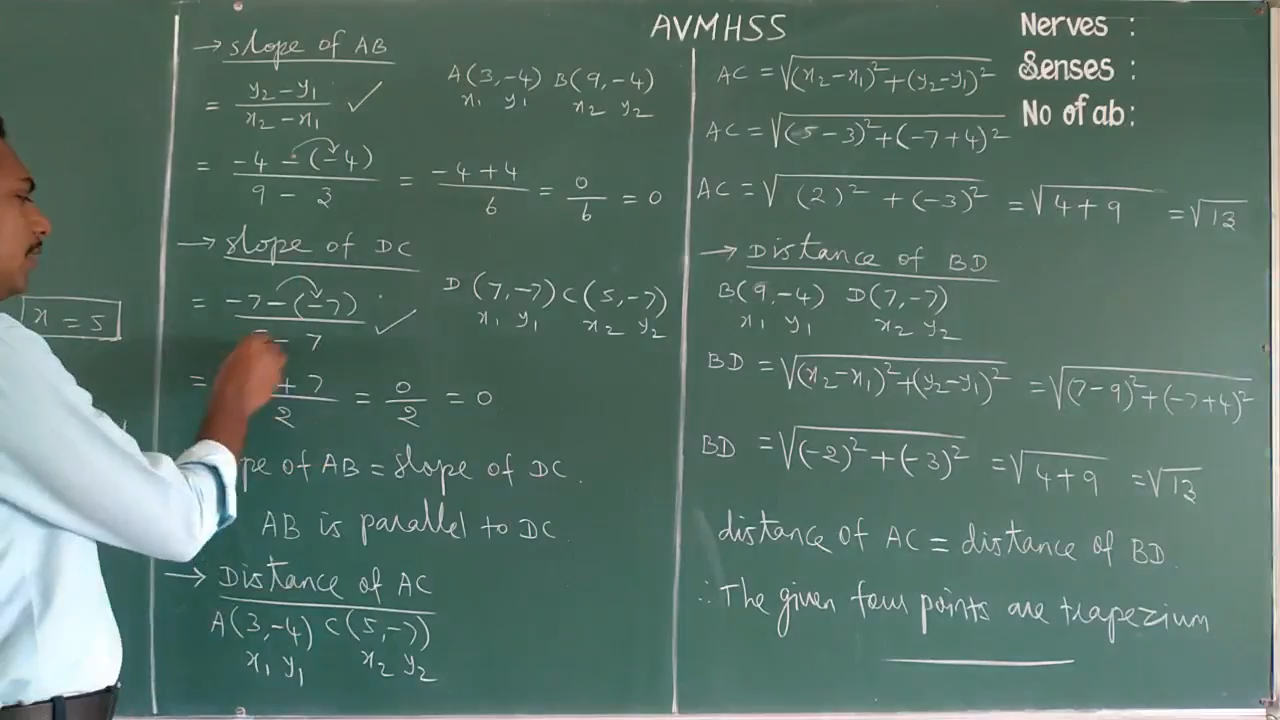 AVMHSS
Nerves :
Senses :
No of ab:
x = 5
→ slope of AB
= y₂ - y₁ / x₂ - x₁ ✓
A(3,-4) B(9,-4)
x₁ y₁ x₂ y₂
= -4 - (-4) / 9 - 3 = -4 + 4 / 6 = 0 / 6 = 0
→ slope of DC
D(7,-7) C(5,-7)
x₁ y₁ x₂ y₂
= -7 - (-7) / - 7 ✓
= + 7 / 2 = 0 / 2 = 0
of AB = slope of DC.
AB is parallel to DC
→ Distance of AC
A(3,-4) C(5,-7)
x₁ y₁ x₂ y₂
AC = √(x₂-x₁)²+(y₂-y₁)²
AC = √(5-3)²+(-7+4)²
AC = √(2)² + (-3)² = √4+9 = √13
→ Distance of BD
B(9,-4) D(7,-7)
x₁ y₁ x₂ y₂
BD = √(x₂-x₁)²+(y₂-y₁)² = √(7-9)²+(-7+4)²
BD = √(-2)²+(-3)² = √4+9 = √13
distance of AC = distance of BD.
∴ The given four points are trapezium